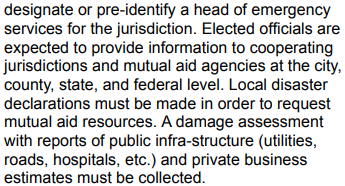 designate or pre-identify a head of emergency
services for the jurisdiction. Elected officials are
expected to provide information to cooperating
jurisdictions and mutual aid agencies at the city,
county, state, and federal level. Local disaster
declarations must be made in order to request
mutual aid resources. A damage assessment
with reports of public infra-structure (utilities,
roads, hospitals, etc.) and private business
estimates must be collected.